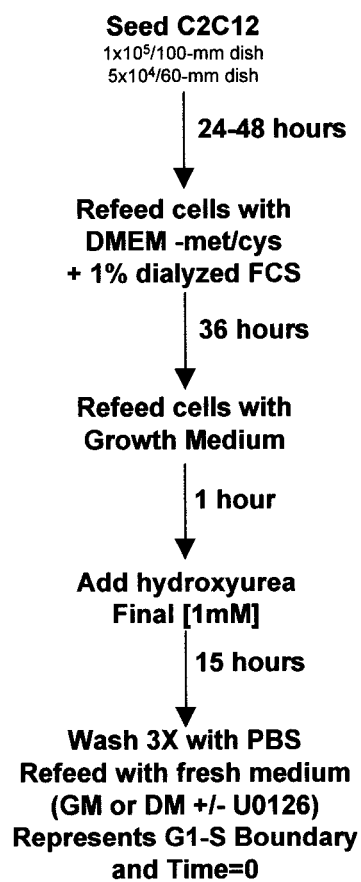 Seed C2C12
1x10⁵/100-mm dish
5x10⁴/60-mm dish
24-48 hours
Refeed cells with
DMEM -met/cys
+ 1% dialyzed FCS
36 hours
Refeed cells with
Growth Medium
1 hour
Add hydroxyurea
Final [1mM]
15 hours
Wash 3X with PBS
Refeed with fresh medium
(GM or DM +/- U0126)
Represents G1-S Boundary
and Time=0